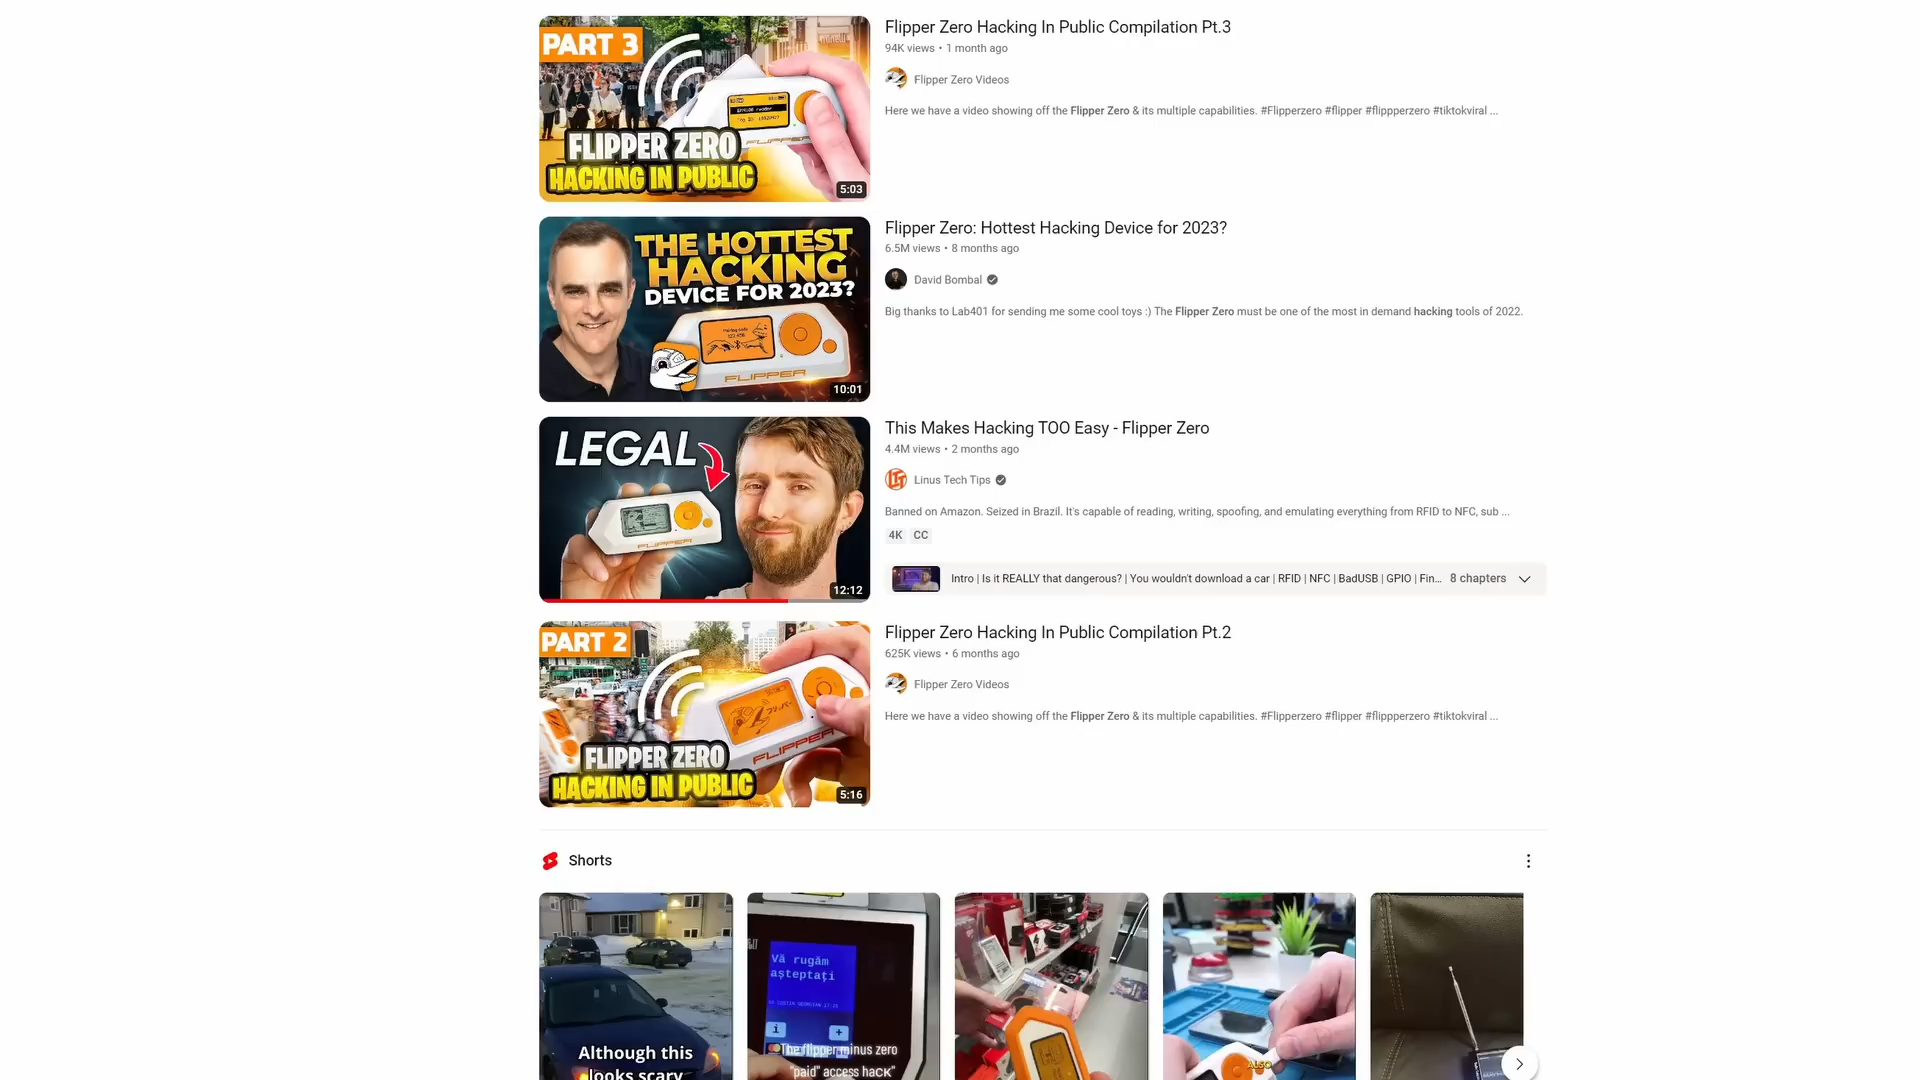 PART 3
FLIPPER ZERO
HACKING IN PUBLIC
5:03
Flipper Zero Hacking In Public Compilation Pt.3
94K views • 1 month ago
Flipper Zero Videos
Here we have a video showing off the Flipper Zero & its multiple capabilities. #Flipperzero #flipper #flippperzero #tiktokviral ...
THE HOTTEST
HACKING
DEVICE FOR 2023?
FLIPPER
10:01
Flipper Zero: Hottest Hacking Device for 2023?
6.5M views • 8 months ago
David Bombal
Big thanks to Lab401 for sending me some cool toys :) The Flipper Zero must be one of the most in demand hacking tools of 2022.
LEGAL
FLIPPER
12:12
This Makes Hacking TOO Easy - Flipper Zero
4.4M views • 2 months ago
Linus Tech Tips
Banned on Amazon. Seized in Brazil. It's capable of reading, writing, spoofing, and emulating everything from RFID to NFC, sub ...
4K CC
Intro | Is it REALLY that dangerous? | You wouldn't download a car | RFID | NFC | BadUSB | GPIO | Fin... 8 chapters
PART 2
FLIPPER
FLIPPER ZERO
HACKING IN PUBLIC
5:16
Flipper Zero Hacking In Public Compilation Pt.2
625K views • 6 months ago
Flipper Zero Videos
Here we have a video showing off the Flipper Zero & its multiple capabilities. #Flipperzero #flipper #flippperzero #tiktokviral ...
Shorts
Although this
looks scary
Vă rugăm
așteptați
The flipper minus zero
"paid" access hacK"
ALSO